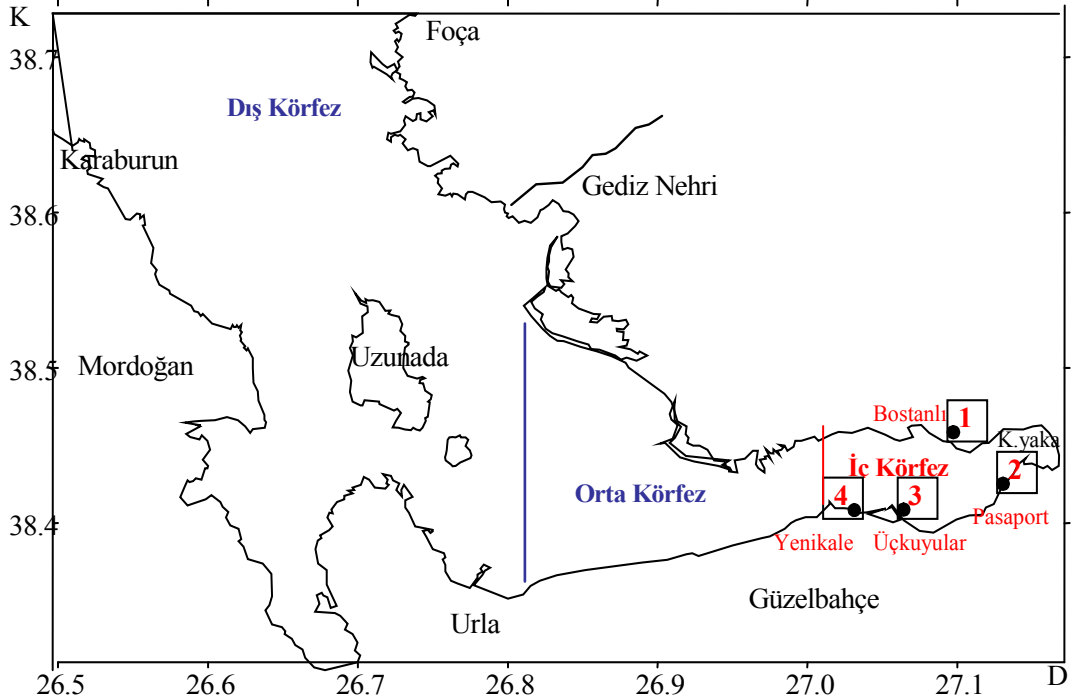 K
Foça
38.7
Dış Körfez
Karaburun
Gediz Nehri
38.6
Mordoğan
Uzunada
38.5
Bostanlı
1
K.yaka
İç Körfez
2
Orta Körfez
4
3
38.4
Pasaport
Yenikale
Üçkuyular
Güzelbahçe
Urla
26.5
26.6
26.7
26.8
26.9
27.0
27.1
D